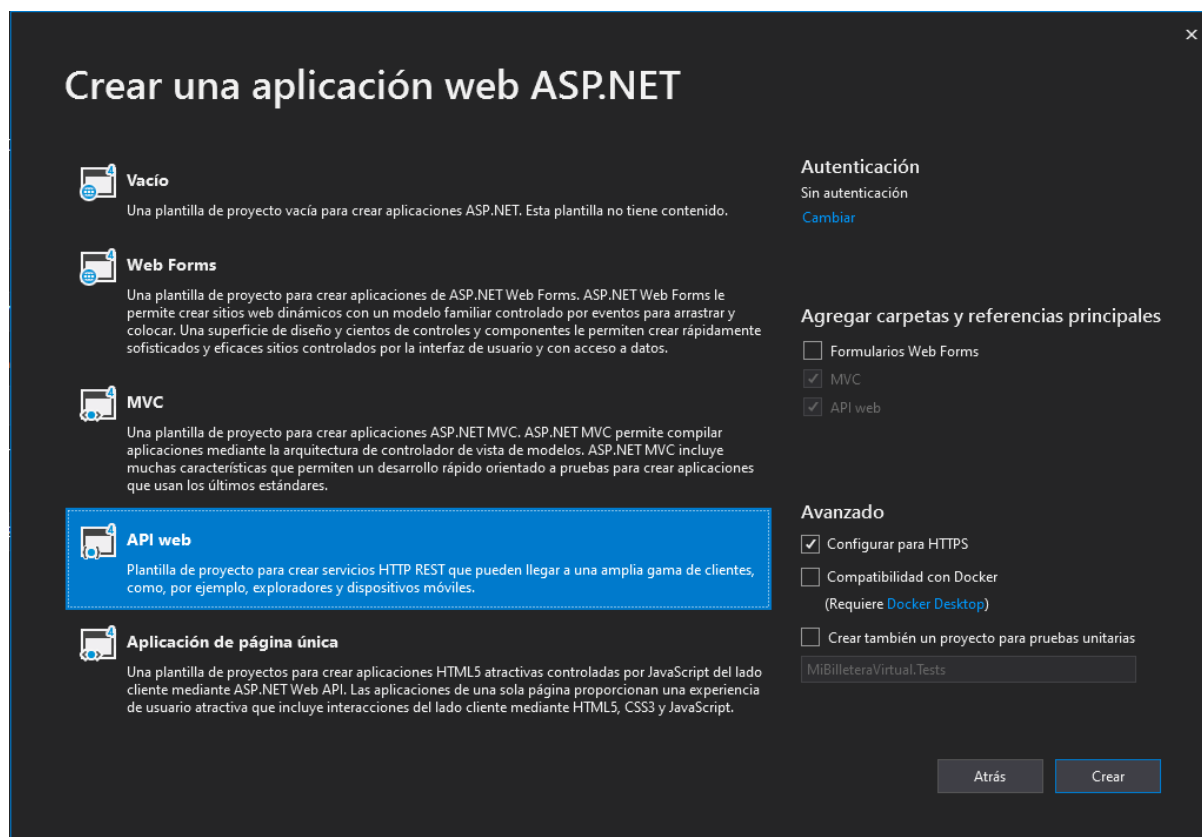 Crear una aplicación web ASP.NET
Vacío
Una plantilla de proyecto vacía para crear aplicaciones ASP.NET. Esta plantilla no tiene contenido.
Web Forms
Una plantilla de proyecto para crear aplicaciones de ASP.NET Web Forms. ASP.NET Web Forms le
permite crear sitios web dinámicos con un modelo familiar controlado por eventos para arrastrar y
colocar. Una superficie de diseño y cientos de controles y componentes le permiten crear rápidamente
sofisticados y eficaces sitios controlados por la interfaz de usuario y con acceso a datos.
MVC
Una plantilla de proyecto para crear aplicaciones ASP.NET MVC. ASP.NET MVC permite compilar
aplicaciones mediante la arquitectura de controlador de vista de modelos. ASP.NET MVC incluye
muchas características que permiten un desarrollo rápido orientado a pruebas para crear aplicaciones
que usan los últimos estándares.
API web
Plantilla de proyecto para crear servicios HTTP REST que pueden llegar a una amplia gama de clientes,
como, por ejemplo, exploradores y dispositivos móviles.
Aplicación de página única
Una plantilla de proyectos para crear aplicaciones HTML5 atractivas controladas por JavaScript del lado
cliente mediante ASP.NET Web API. Las aplicaciones de una sola página proporcionan una experiencia
de usuario atractiva que incluye interacciones del lado cliente mediante HTML5, CSS3 y JavaScript.
Autenticación
Sin autenticación
Cambiar
Agregar carpetas y referencias principales
Formularios Web Forms
MVC
API web
Avanzado
Configurar para HTTPS
Compatibilidad con Docker
(Requiere Docker Desktop)
Crear también un proyecto para pruebas unitarias
MiBilleteraVirtual.Tests
Atrás
Crear